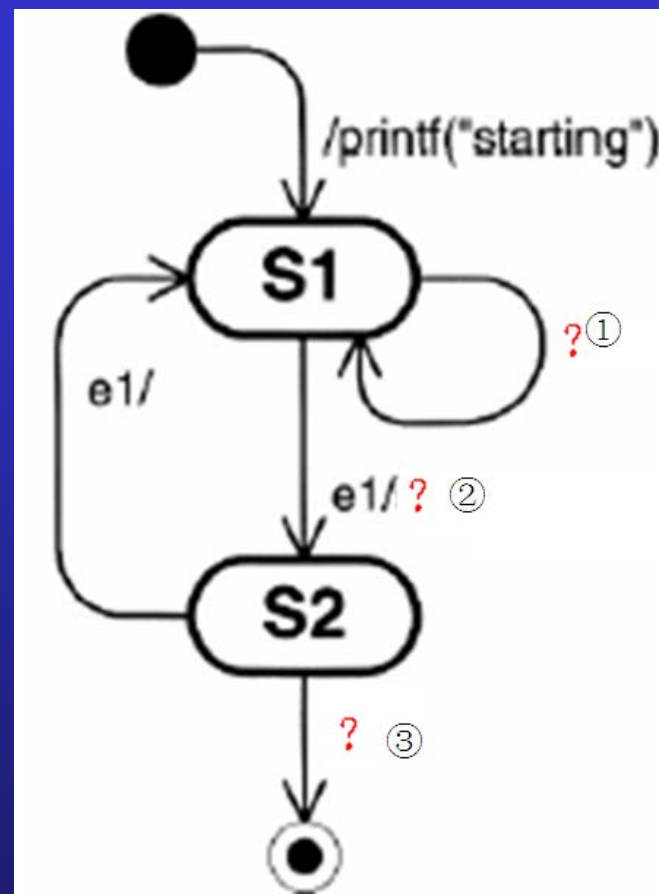 /printf("starting")
S1
?①
e1/
e1/? ②
S2
? ③